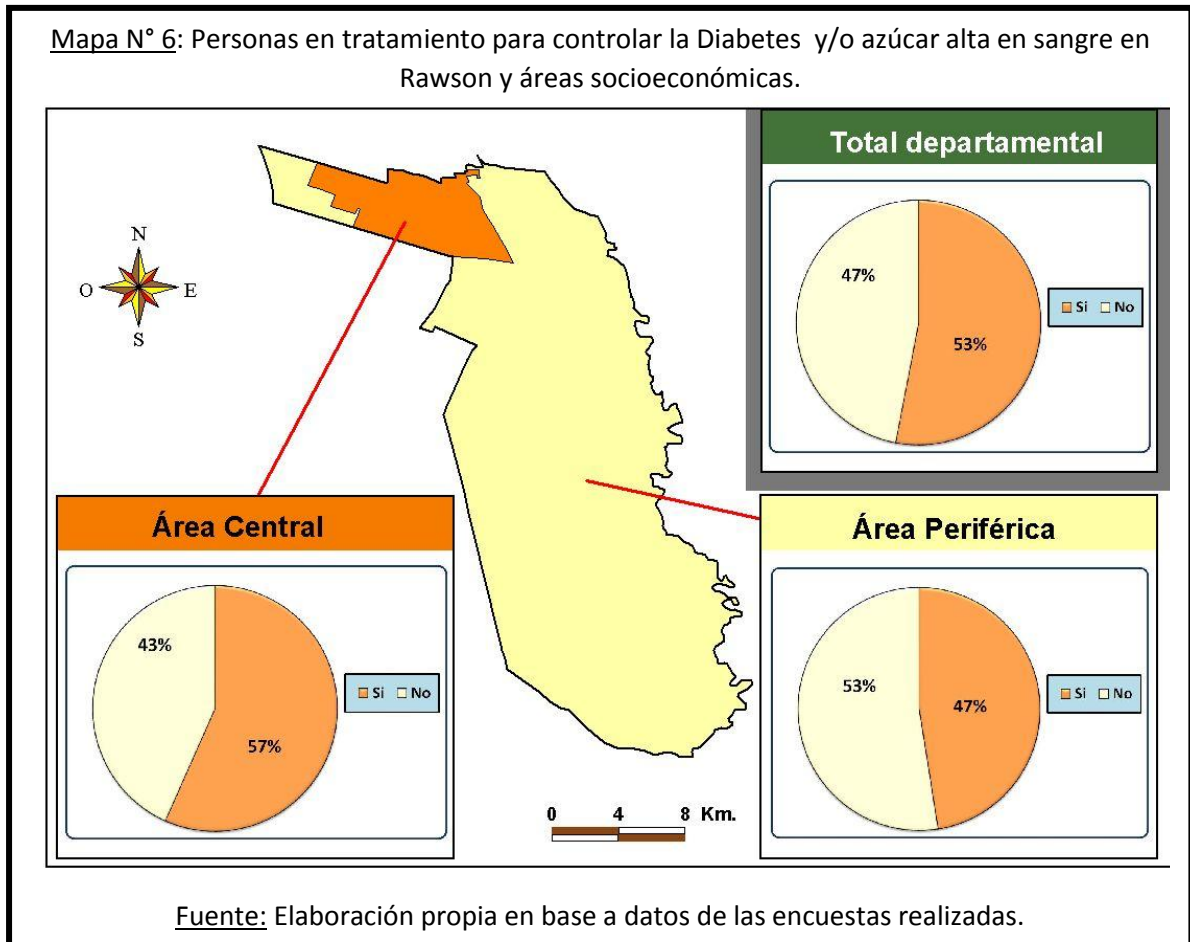 Mapa N° 6: Personas en tratamiento para controlar la Diabetes y/o azúcar alta en sangre en
Rawson y áreas socioeconómicas.
Total departamental
47%
53%
Si No
N
O E
S
Área Central
43%
57%
Si No
Área Periférica
53%
47%
Si No
0 4 8 Km.
Fuente: Elaboración propia en base a datos de las encuestas realizadas.